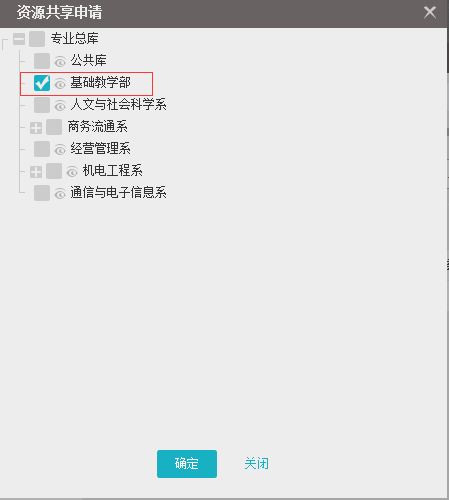 资源共享申请
专业总库
公共库
基础教学部
人文与社会科学系
商务流通系
经营管理系
机电工程系
通信与电子信息系
确定 关闭